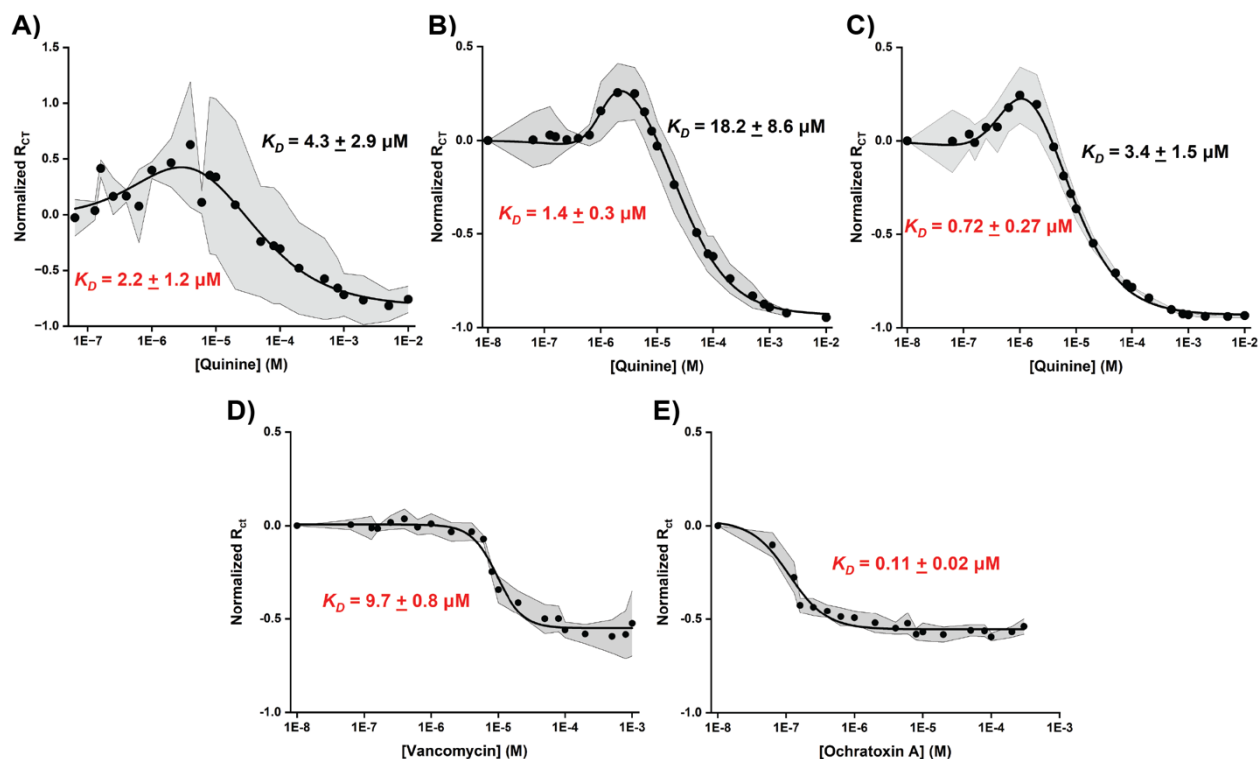 A)
Normalized R_CT
1.5
1.0
0.5
0.0
−0.5
−1.0
K_D = 4.3 ± 2.9 µM
K_D = 2.2 ± 1.2 µM
1E-7 1E-6 1E-5 1E-4 1E-3 1E-2
[Quinine] (M)
B)
Normalized R_CT
0.5
0.0
-0.5
-1.0
K_D = 18.2 ± 8.6 µM
K_D = 1.4 ± 0.3 µM
1E-8 1E-7 1E-6 1E-5 1E-4 1E-3 1E-2
[Quinine] (M)
C)
Normalized R_CT
0.5
0.0
-0.5
-1.0
K_D = 3.4 ± 1.5 µM
K_D = 0.72 ± 0.27 µM
1E-8 1E-7 1E-6 1E-5 1E-4 1E-3 1E-2
[Quinine] (M)
D)
Normalized R_ct
0.5
0.0
-0.5
-1.0
K_D = 9.7 ± 0.8 µM
1E-8 1E-7 1E-6 1E-5 1E-4 1E-3
[Vancomycin] (M)
E)
Normalized R_ct
0.5
0.0
-0.5
-1.0
K_D = 0.11 ± 0.02 µM
1E-8 1E-7 1E-6 1E-5 1E-4 1E-3
[Ochratoxin A] (M)